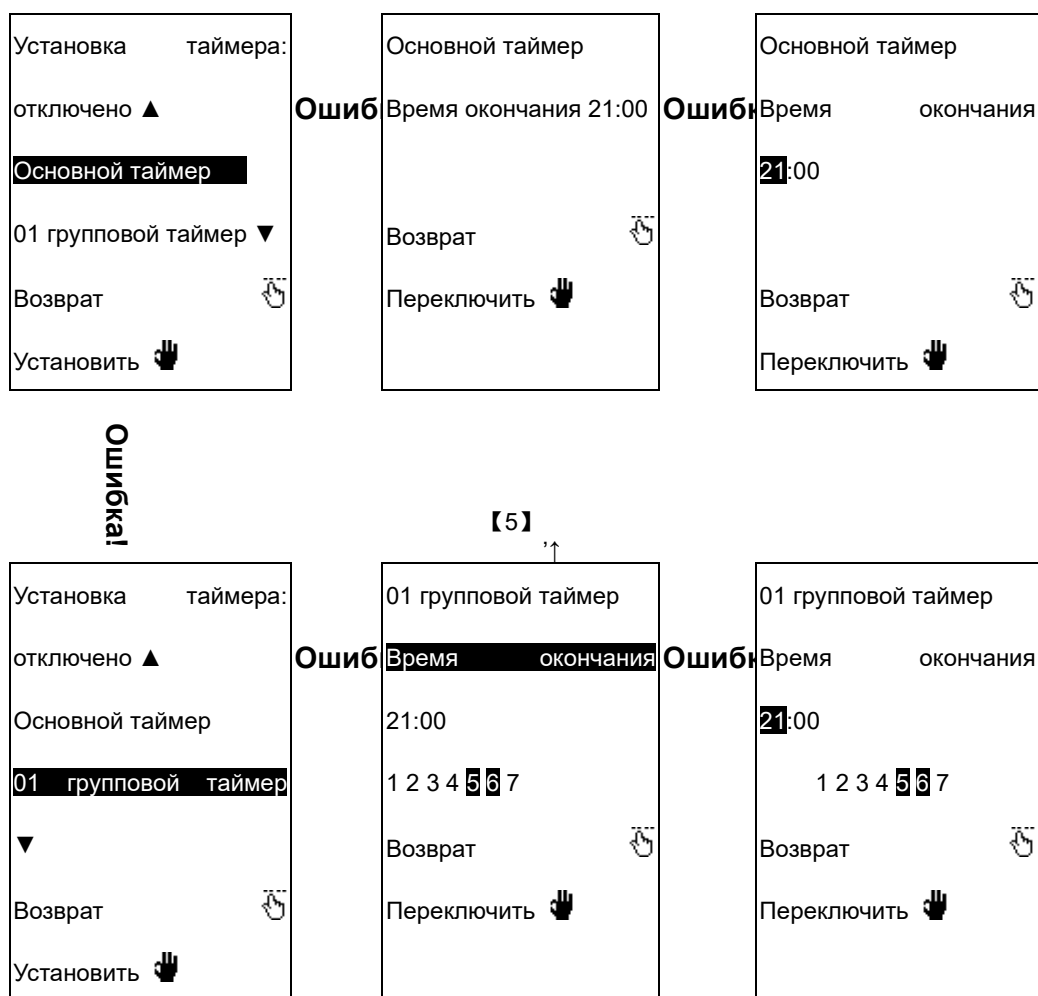 Установка таймера:
отключено ▲
Основной таймер
01 групповой таймер ▼
Возврат
Установить
Ошиб
Основной таймер
Время окончания 21:00
Возврат
Переключить
Ошибк
Основной таймер
Время окончания
21:00
Возврат
Переключить
Ошибка!
【5】
,↑
Установка таймера:
отключено ▲
Основной таймер
01 групповой таймер
▼
Возврат
Установить
Ошиб
01 групповой таймер
Время окончания
21:00
1 2 3 4 5 6 7
Возврат
Переключить
Ошибк
01 групповой таймер
Время окончания
21:00
1 2 3 4 5 6 7
Возврат
Переключить